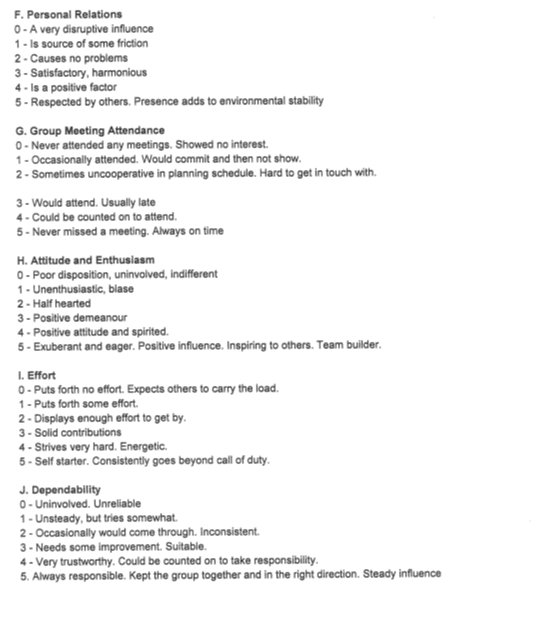 F. Personal Relations
0 - A very disruptive influence
1 - Is source of some friction
2 - Causes no problems
3 - Satisfactory, harmonious
4 - Is a positive factor
5 - Respected by others. Presence adds to environmental stability
G. Group Meeting Attendance
0 - Never attended any meetings. Showed no interest.
1 - Occasionally attended. Would commit and then not show.
2 - Sometimes uncooperative in planning schedule. Hard to get in touch with.
3 - Would attend. Usually late
4 - Could be counted on to attend.
5 - Never missed a meeting. Always on time
H. Attitude and Enthusiasm
0 - Poor disposition, uninvolved, indifferent
1 - Unenthusiastic, blase
2 - Half hearted
3 - Positive demeanour
4 - Positive attitude and spirited.
5 - Exuberant and eager. Positive influence. Inspiring to others. Team builder.
I. Effort
0 - Puts forth no effort. Expects others to carry the load.
1 - Puts forth some effort.
2 - Displays enough effort to get by.
3 - Solid contributions
4 - Strives very hard. Energetic.
5 - Self starter. Consistently goes beyond call of duty.
J. Dependability
0 - Uninvolved. Unreliable
1 - Unsteady, but tries somewhat.
2 - Occasionally would come through. Inconsistent.
3 - Needs some improvement. Suitable.
4 - Very trustworthy. Could be counted on to take responsibility.
5. Always responsible. Kept the group together and in the right direction. Steady influence